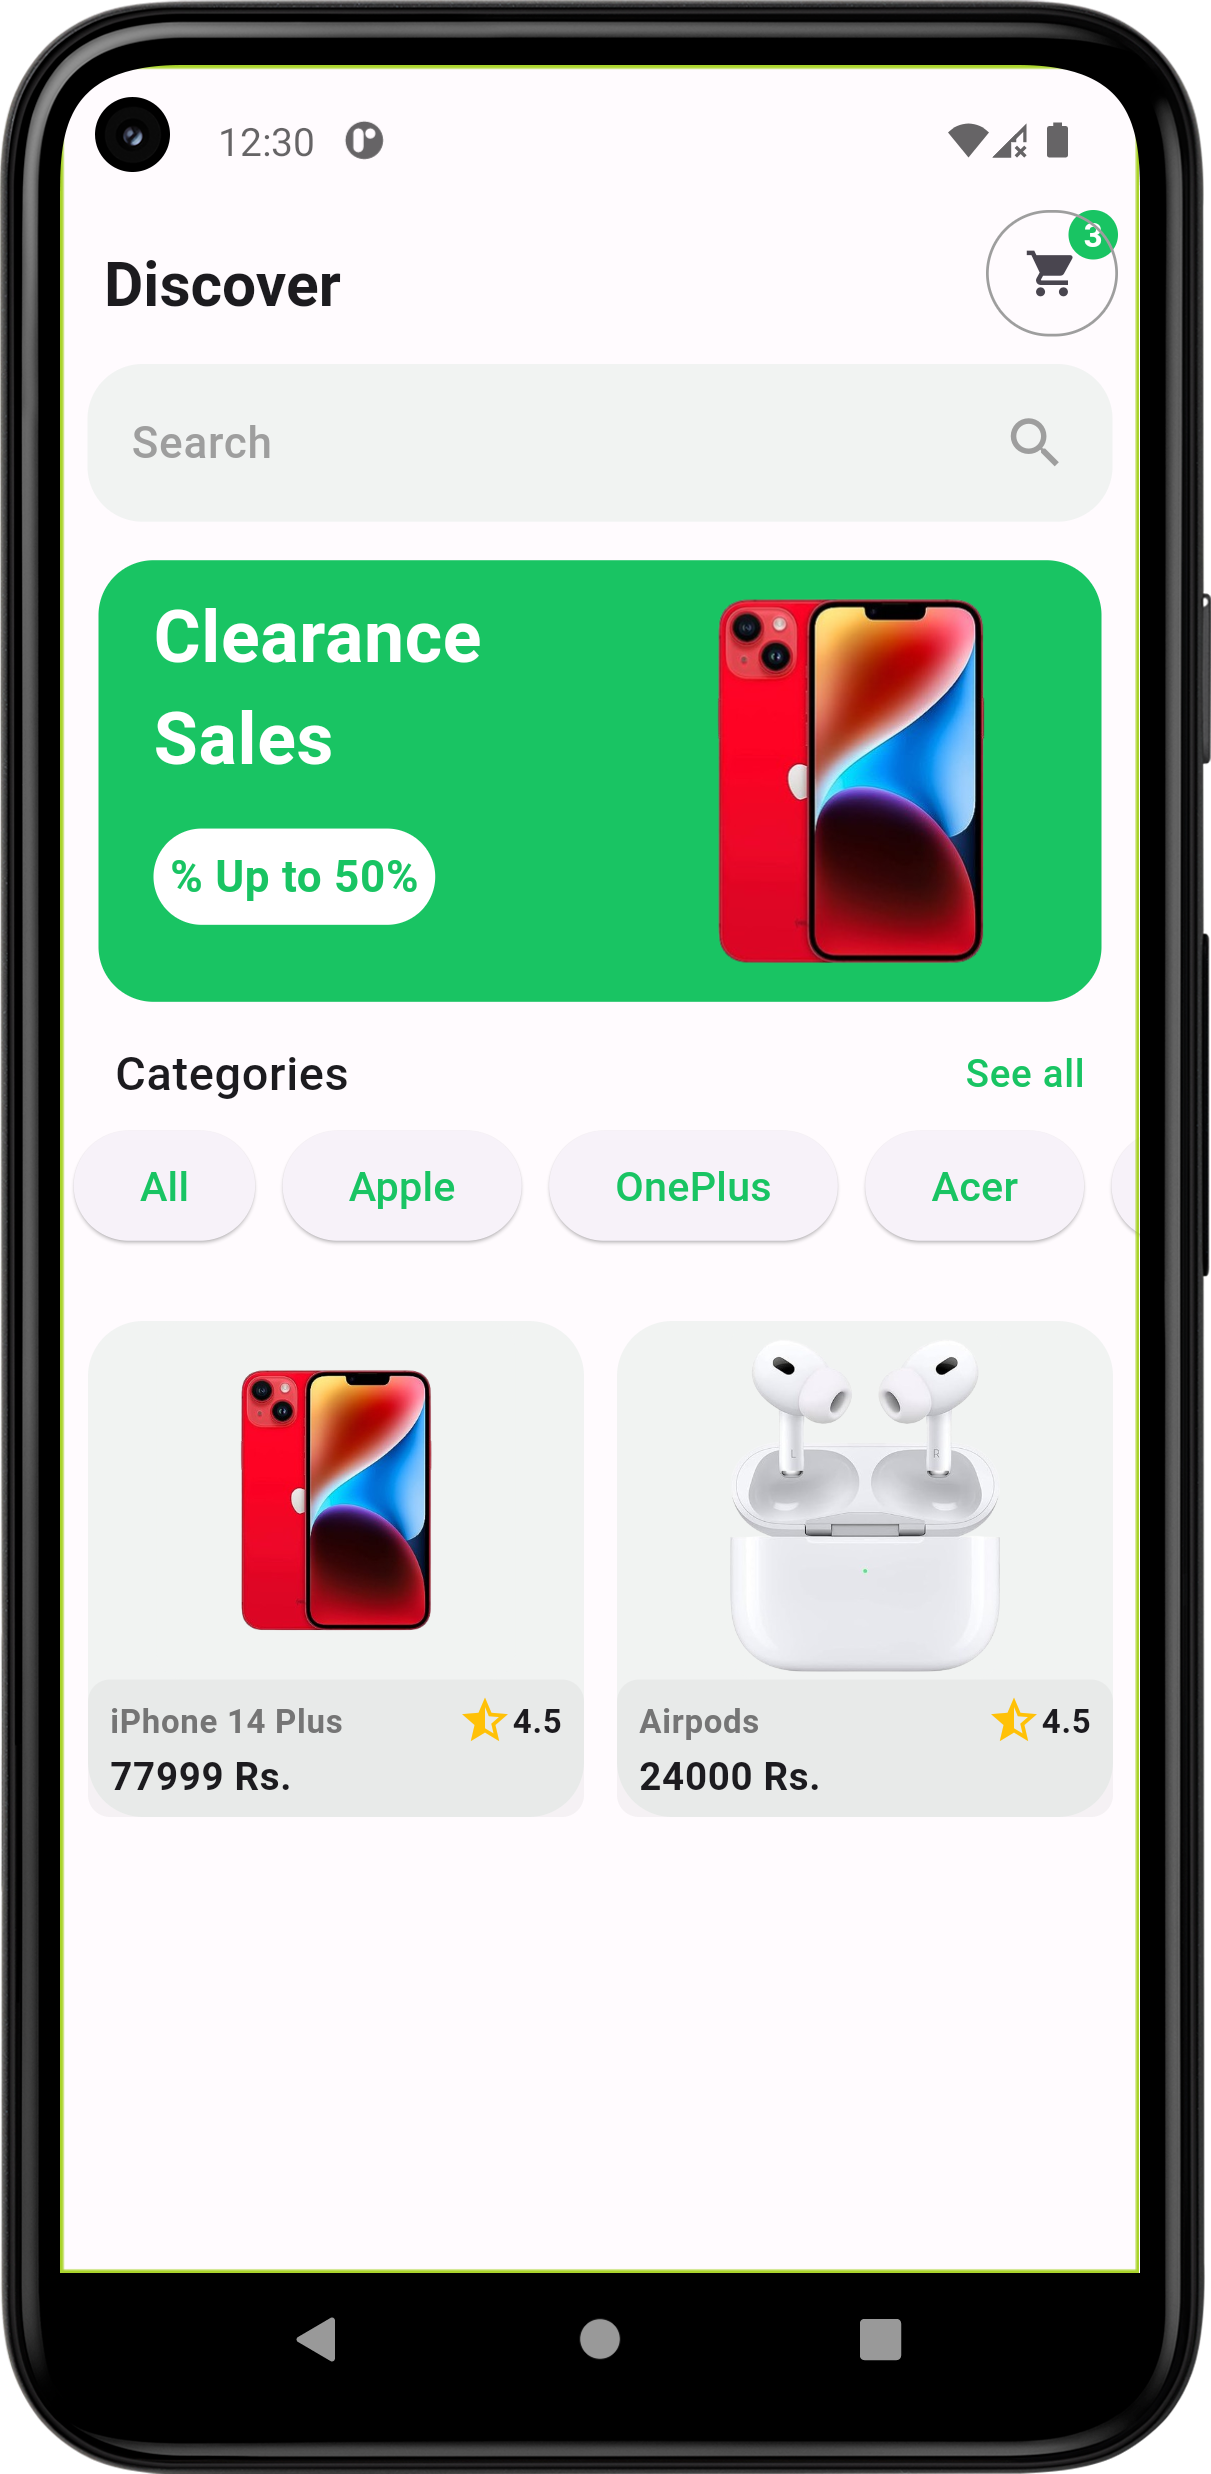 12:30
3
Discover
Search
Clearance
Sales
% Up to 50%
Categories
See all
All
Apple
OnePlus
Acer
L
R
iPhone 14 Plus
4.5
Airpods
4.5
77999 Rs.
24000 Rs.